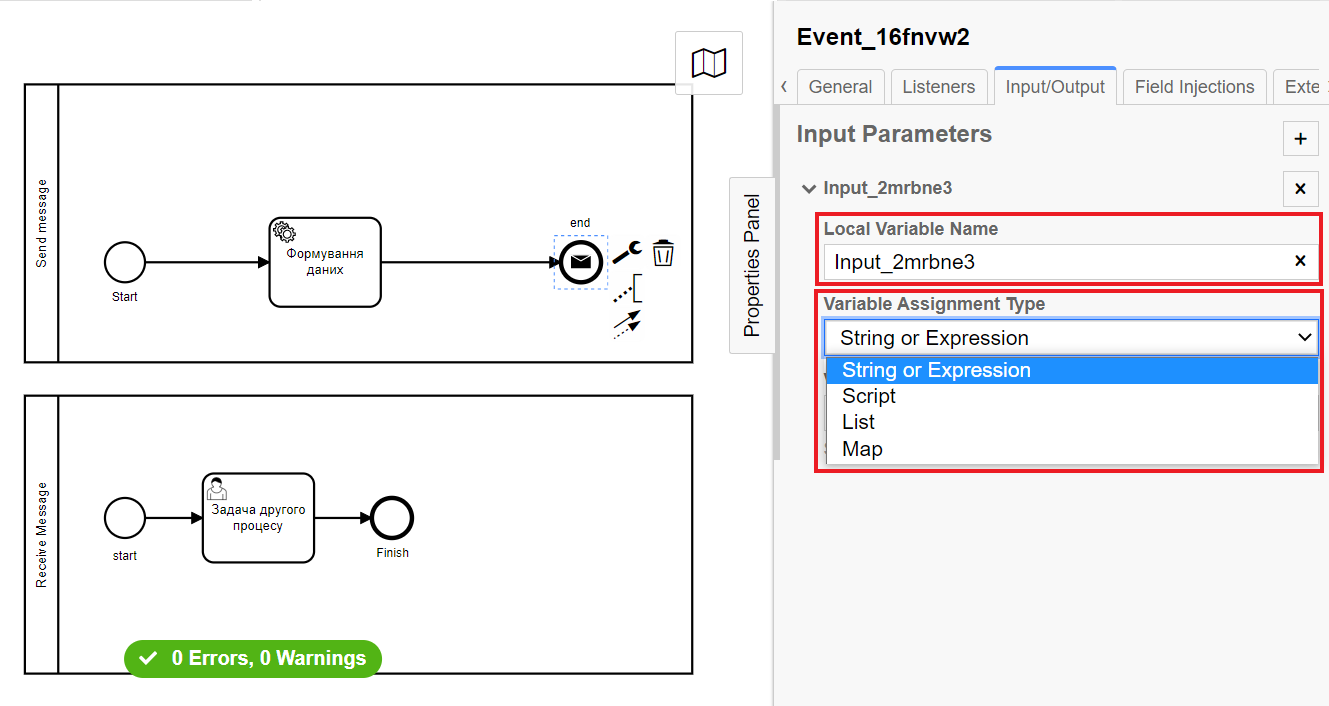 Send message
Start
Формування
даних
end
Receive Message
start
Задача другого
процесу
Finish
0 Errors, 0 Warnings
Properties Panel
Event_16fnvw2
General
Listeners
Input/Output
Field Injections
Exte
Input Parameters
+
Input_2mrbne3
Local Variable Name
Input_2mrbne3
Variable Assignment Type
String or Expression
String or Expression
Script
List
Map